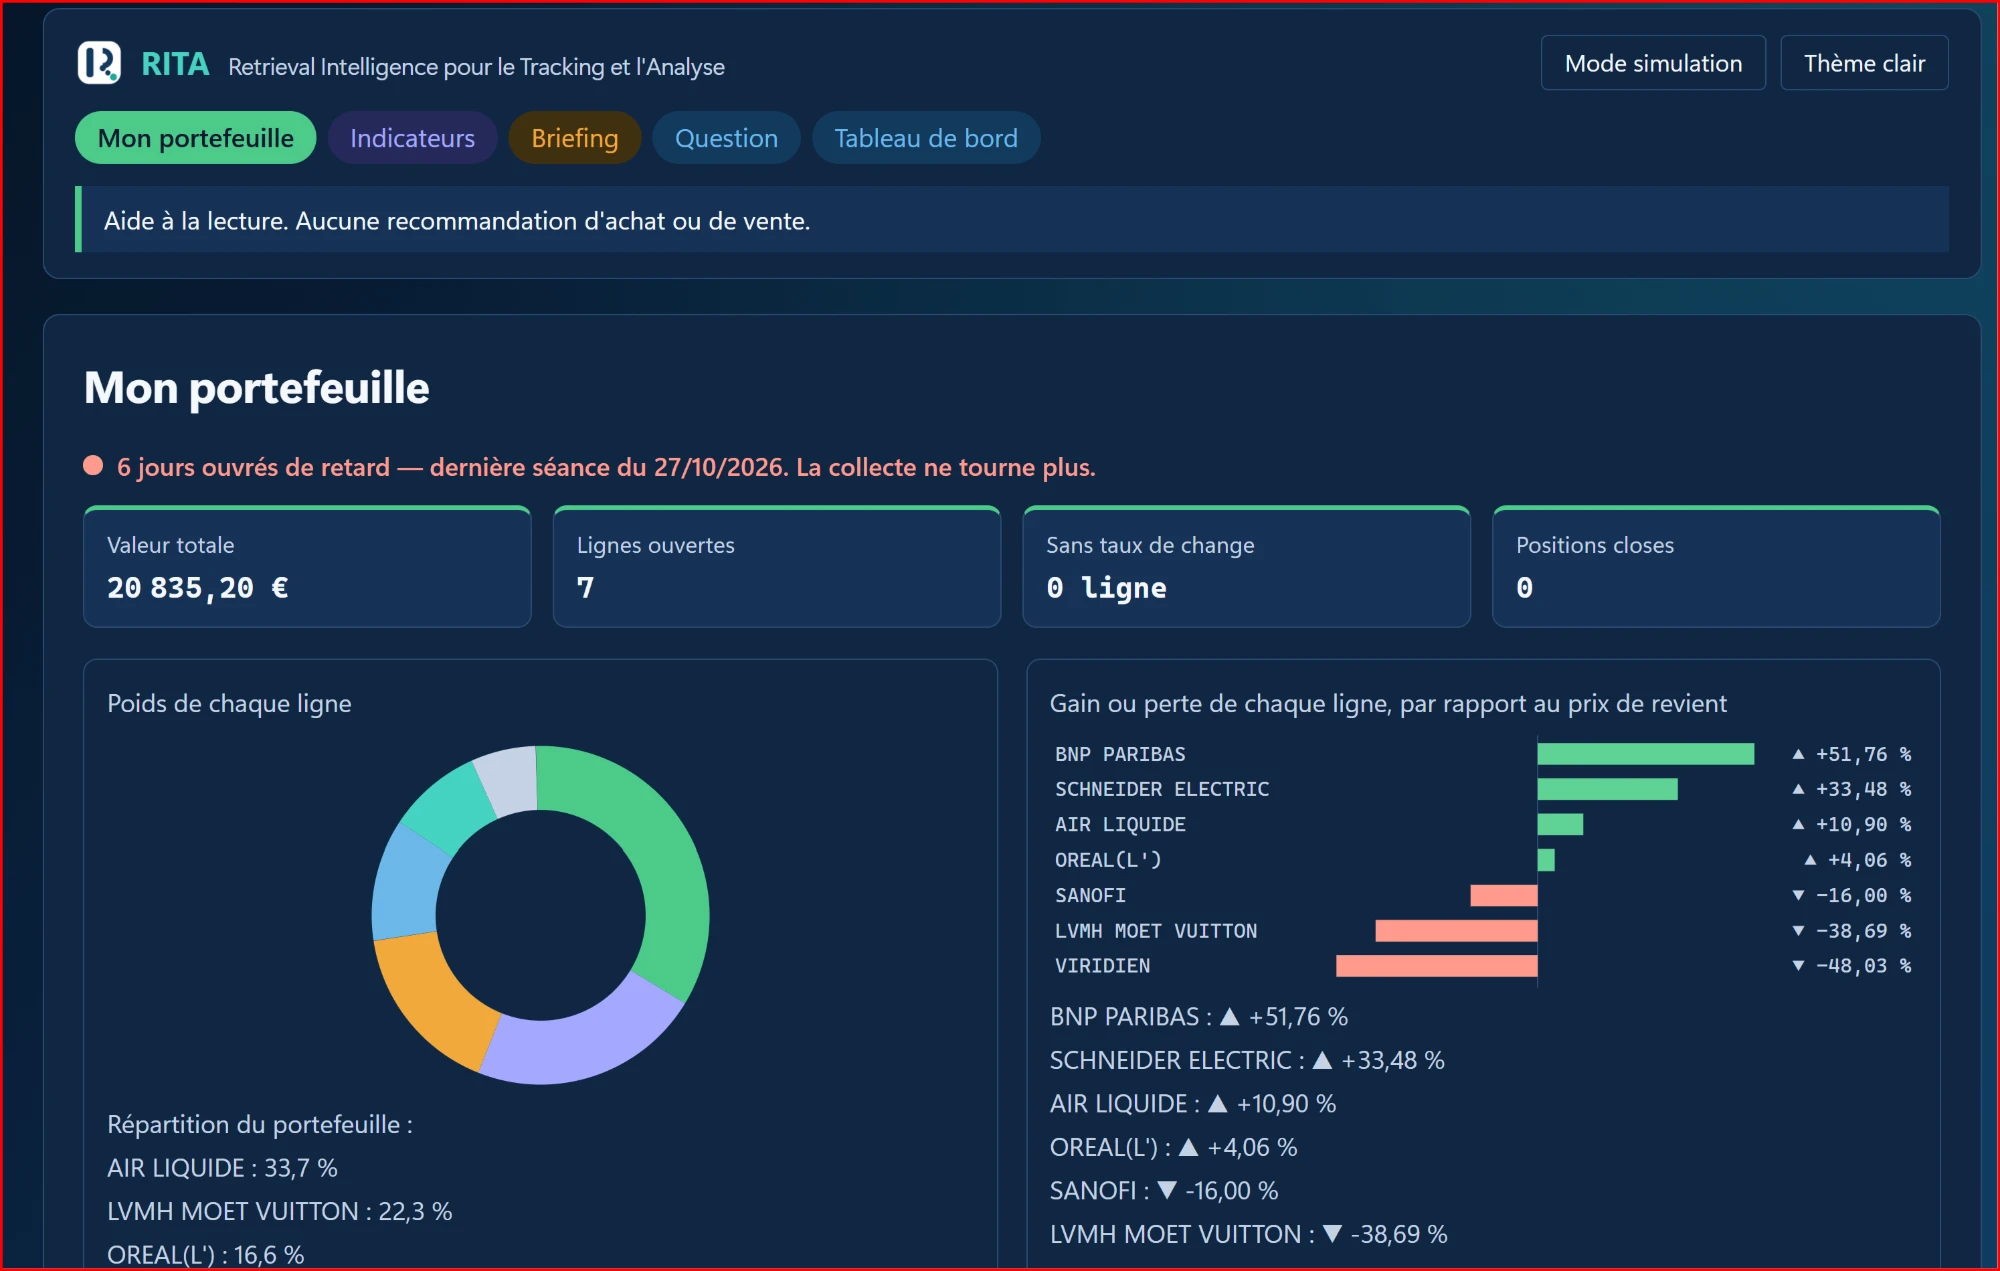 RITA Retrieval Intelligence pour le Tracking et l'Analyse
Mode simulation
Thème clair
Mon portefeuille
Indicateurs
Briefing
Question
Tableau de bord
Aide à la lecture. Aucune recommandation d'achat ou de vente.
Mon portefeuille
6 jours ouvrés de retard — dernière séance du 27/10/2026. La collecte ne tourne plus.
Valeur totale
20 835,20 €
Lignes ouvertes
7
Sans taux de change
0 ligne
Positions closes
0
Poids de chaque ligne
Répartition du portefeuille :
AIR LIQUIDE : 33,7 %
LVMH MOET VUITTON : 22,3 %
OREAL(L') : 16,6 %
Gain ou perte de chaque ligne, par rapport au prix de revient
BNP PARIBAS ▲ +51,76 %
SCHNEIDER ELECTRIC ▲ +33,48 %
AIR LIQUIDE ▲ +10,90 %
OREAL(L') ▲ +4,06 %
SANOFI ▼ −16,00 %
LVMH MOET VUITTON ▼ −38,69 %
VIRIDIEN ▼ −48,03 %
BNP PARIBAS : ▲ +51,76 %
SCHNEIDER ELECTRIC : ▲ +33,48 %
AIR LIQUIDE : ▲ +10,90 %
OREAL(L') : ▲ +4,06 %
SANOFI : ▼ -16,00 %
LVMH MOET VUITTON : ▼ -38,69 %